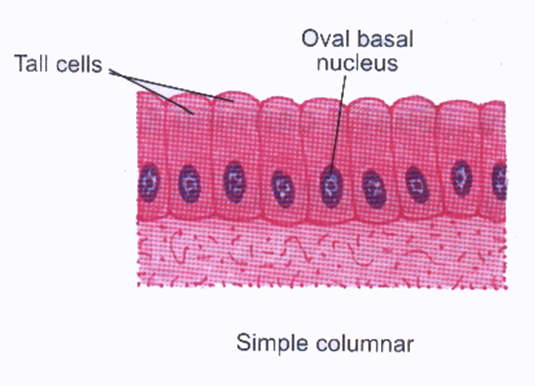 Oval basal
nucleus
Tall cells
Simple columnar